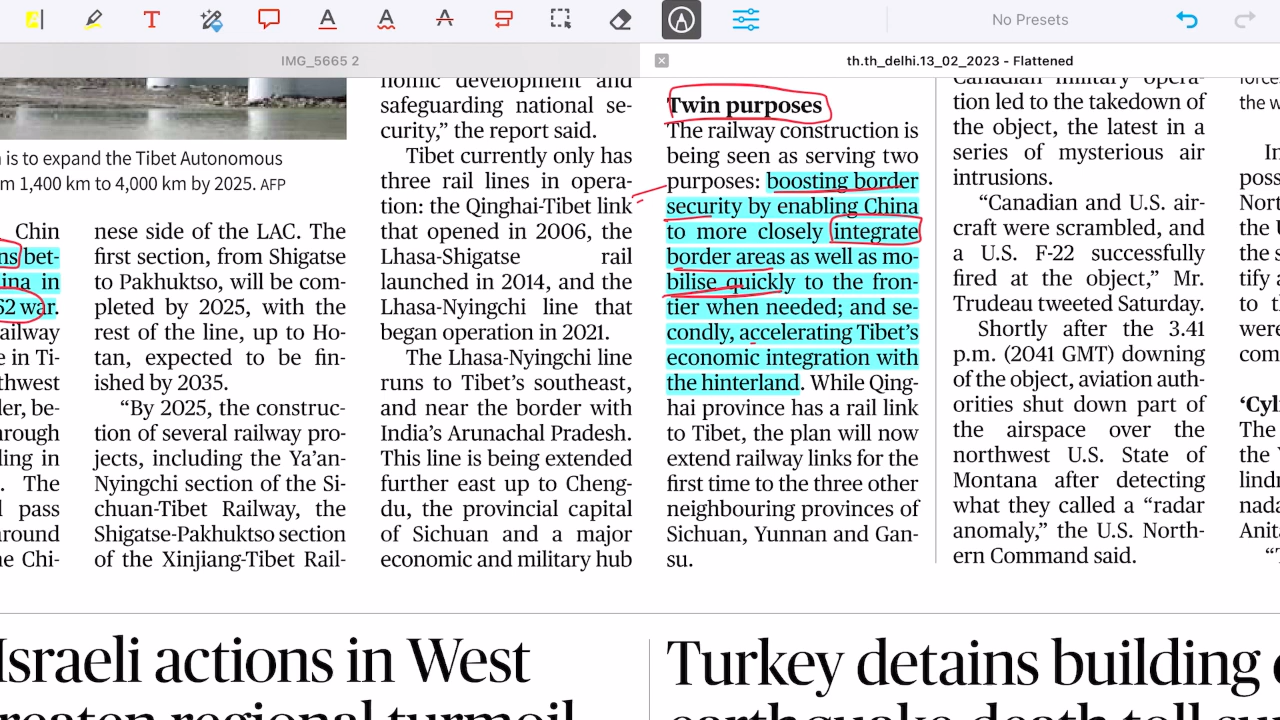 T
A
A
A
No Presets
IMG_5665 2
th.th_delhi.13_02_2023 - Flattened
is to expand the Tibet Autonomous
m 1,400 km to 4,000 km by 2025. AFP
Chin
ns bet-
ina in
62 war.
ailway
e in Ti-
thwest
ler, be-
hrough
ling in
. The
l pass
around
he Chi-
nese side of the LAC. The
first section, from Shigatse
to Pakhuktso, will be com-
pleted by 2025, with the
rest of the line, up to Ho-
tan, expected to be fin-
ished by 2035.
“By 2025, the construc-
tion of several railway pro-
jects, including the Ya’an-
Nyingchi section of the Si-
chuan-Tibet Railway, the
Shigatse-Pakhuktso section
of the Xinjiang-Tibet Rail-
nomic development and
safeguarding national se-
curity,” the report said.
Tibet currently only has
three rail lines in opera-
tion: the Qinghai-Tibet link
that opened in 2006, the
Lhasa-Shigatse rail
launched in 2014, and the
Lhasa-Nyingchi line that
began operation in 2021.
The Lhasa-Nyingchi line
runs to Tibet’s southeast,
and near the border with
India’s Arunachal Pradesh.
This line is being extended
further east up to Cheng-
du, the provincial capital
of Sichuan and a major
economic and military hub
Twin purposes
The railway construction is
being seen as serving two
purposes: boosting border
security by enabling China
to more closely integrate
border areas as well as mo-
bilise quickly to the fron-
tier when needed; and se-
condly, accelerating Tibet’s
economic integration with
the hinterland. While Qing-
hai province has a rail link
to Tibet, the plan will now
extend railway links for the
first time to the three other
neighbouring provinces of
Sichuan, Yunnan and Gan-
su.
Canadian military opera-
tion led to the takedown of
the object, the latest in a
series of mysterious air
intrusions.
“Canadian and U.S. air-
craft were scrambled, and
a U.S. F-22 successfully
fired at the object,” Mr.
Trudeau tweeted Saturday.
Shortly after the 3.41
p.m. (2041 GMT) downing
of the object, aviation auth-
orities shut down part of
the airspace over the
northwest U.S. State of
Montana after detecting
what they called a “radar
anomaly,” the U.S. North-
ern Command said.
force
the w
In
poss
Nort
the U
the s
tify a
to t
were
com
‘Cyl
The
the Y
lindr
nada
Anit
“T
Israeli actions in West
Turkey detains building